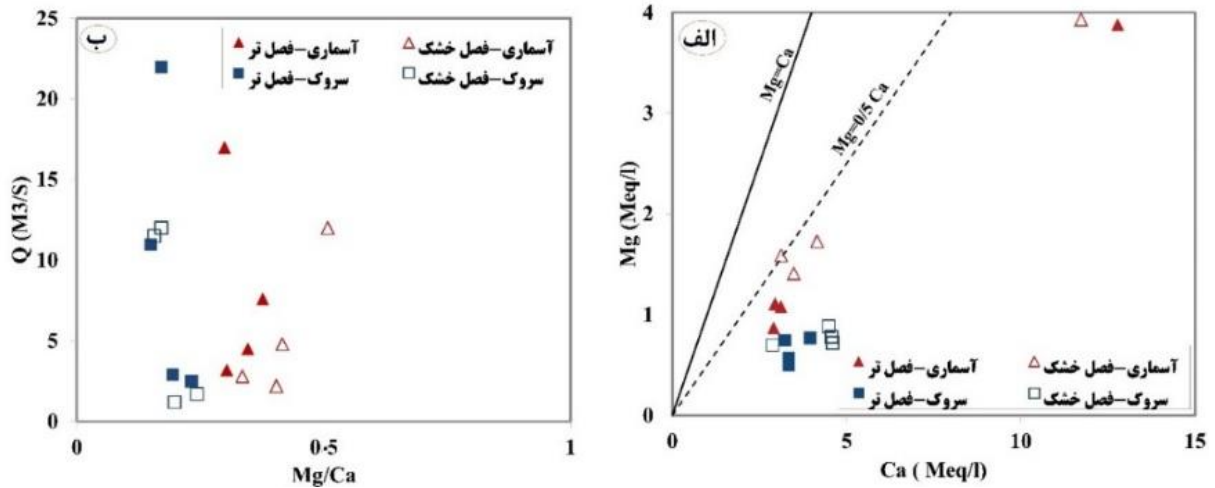 ب
25
20
15
10
5
0
Q (M3/S)
0
0.5
1
Mg/Ca
آسماری-فصل تر
آسماری-فصل خشک
سروک-فصل تر
سروک-فصل خشک
الف
4
3
2
1
0
Mg (Meq/l)
Mg=Ca
Mg=0/5 Ca
آسماری-فصل تر
آسماری-فصل خشک
سروک-فصل تر
سروک-فصل خشک
0
5
10
15
Ca ( Meq/l)